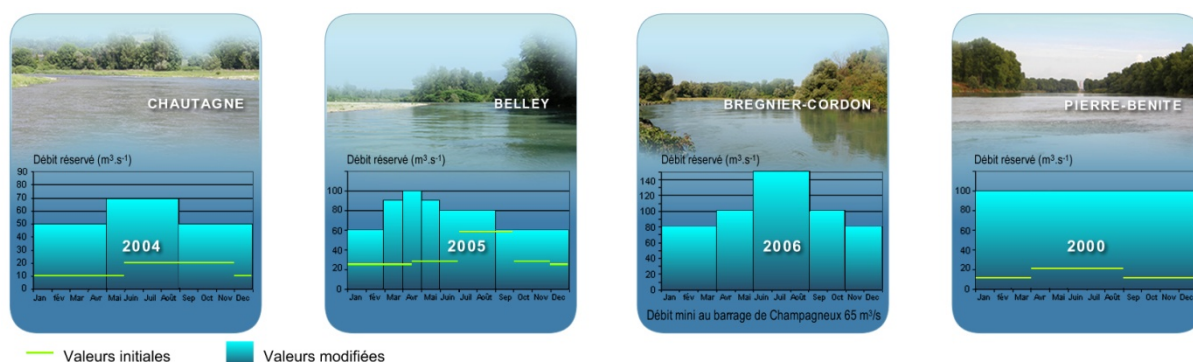 CHAUTAGNE
Débit réservé (m³.s⁻¹)
90
80
70
60
50
40
30
20
10
0
2004
Jan fév Mar Avr Mai Juin Juil Août Sep Oct Nov Dec
BELLEY
Débit réservé (m³.s⁻¹)
100
80
60
40
20
0
2005
Jan fév Mar Avr Mai Juin Juil Août Sep Oct Nov Dec
BREGNIER-CORDON
Débit réservé (m³.s⁻¹)
140
120
100
80
60
40
20
0
2006
Jan fév Mar Avr Mai Juin Juil Août Sep Oct Nov Dec
Débit mini au barrage de Champagneux 65 m³/s
PIERRE-BENITE
Débit réservé (m³.s⁻¹)
100
80
60
40
20
0
2000
Jan fév Mar Avr Mai Juin Juil Août Sep Oct Nov Dec
Valeurs initiales
Valeurs modifiées